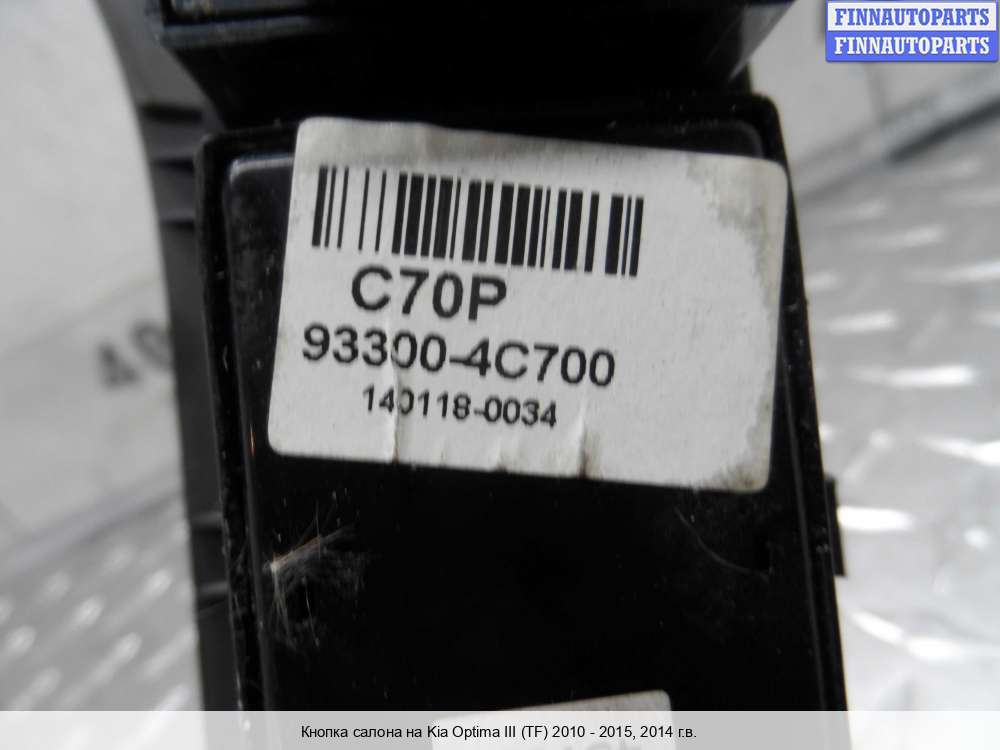 FINNAUTOPARTS
FINNAUTOPARTS
C70P
93300-4C700
140118-0034
Кнопка салона на Kia Optima III (TF) 2010 - 2015, 2014 г.в.